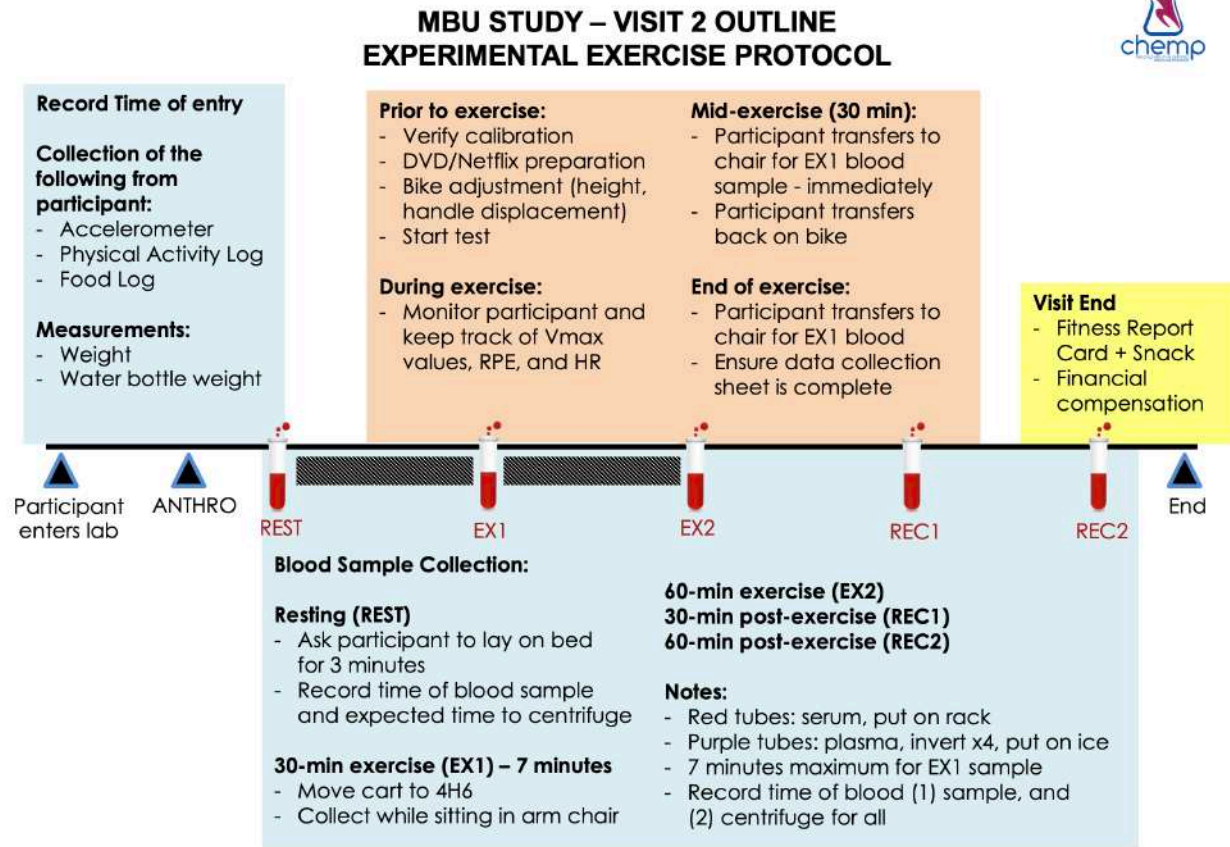 MBU STUDY – VISIT 2 OUTLINE
EXPERIMENTAL EXERCISE PROTOCOL
chemp
Record Time of entry
Collection of the
following from
participant:
- Accelerometer
- Physical Activity Log
- Food Log
Measurements:
- Weight
- Water bottle weight
Prior to exercise:
- Verify calibration
- DVD/Netflix preparation
- Bike adjustment (height,
handle displacement)
- Start test
During exercise:
- Monitor participant and
keep track of Vmax
values, RPE, and HR
Mid-exercise (30 min):
- Participant transfers to
chair for EX1 blood
sample - immediately
- Participant transfers
back on bike
End of exercise:
- Participant transfers to
chair for EX1 blood
- Ensure data collection
sheet is complete
Visit End
- Fitness Report
Card + Snack
- Financial
compensation
Participant
enters lab
ANTHRO
REST
EX1
EX2
REC1
REC2
End
Blood Sample Collection:
Resting (REST)
- Ask participant to lay on bed
for 3 minutes
- Record time of blood sample
and expected time to centrifuge
30-min exercise (EX1) – 7 minutes
- Move cart to 4H6
- Collect while sitting in arm chair
60-min exercise (EX2)
30-min post-exercise (REC1)
60-min post-exercise (REC2)
Notes:
- Red tubes: serum, put on rack
- Purple tubes: plasma, invert x4, put on ice
- 7 minutes maximum for EX1 sample
- Record time of blood (1) sample, and
(2) centrifuge for all